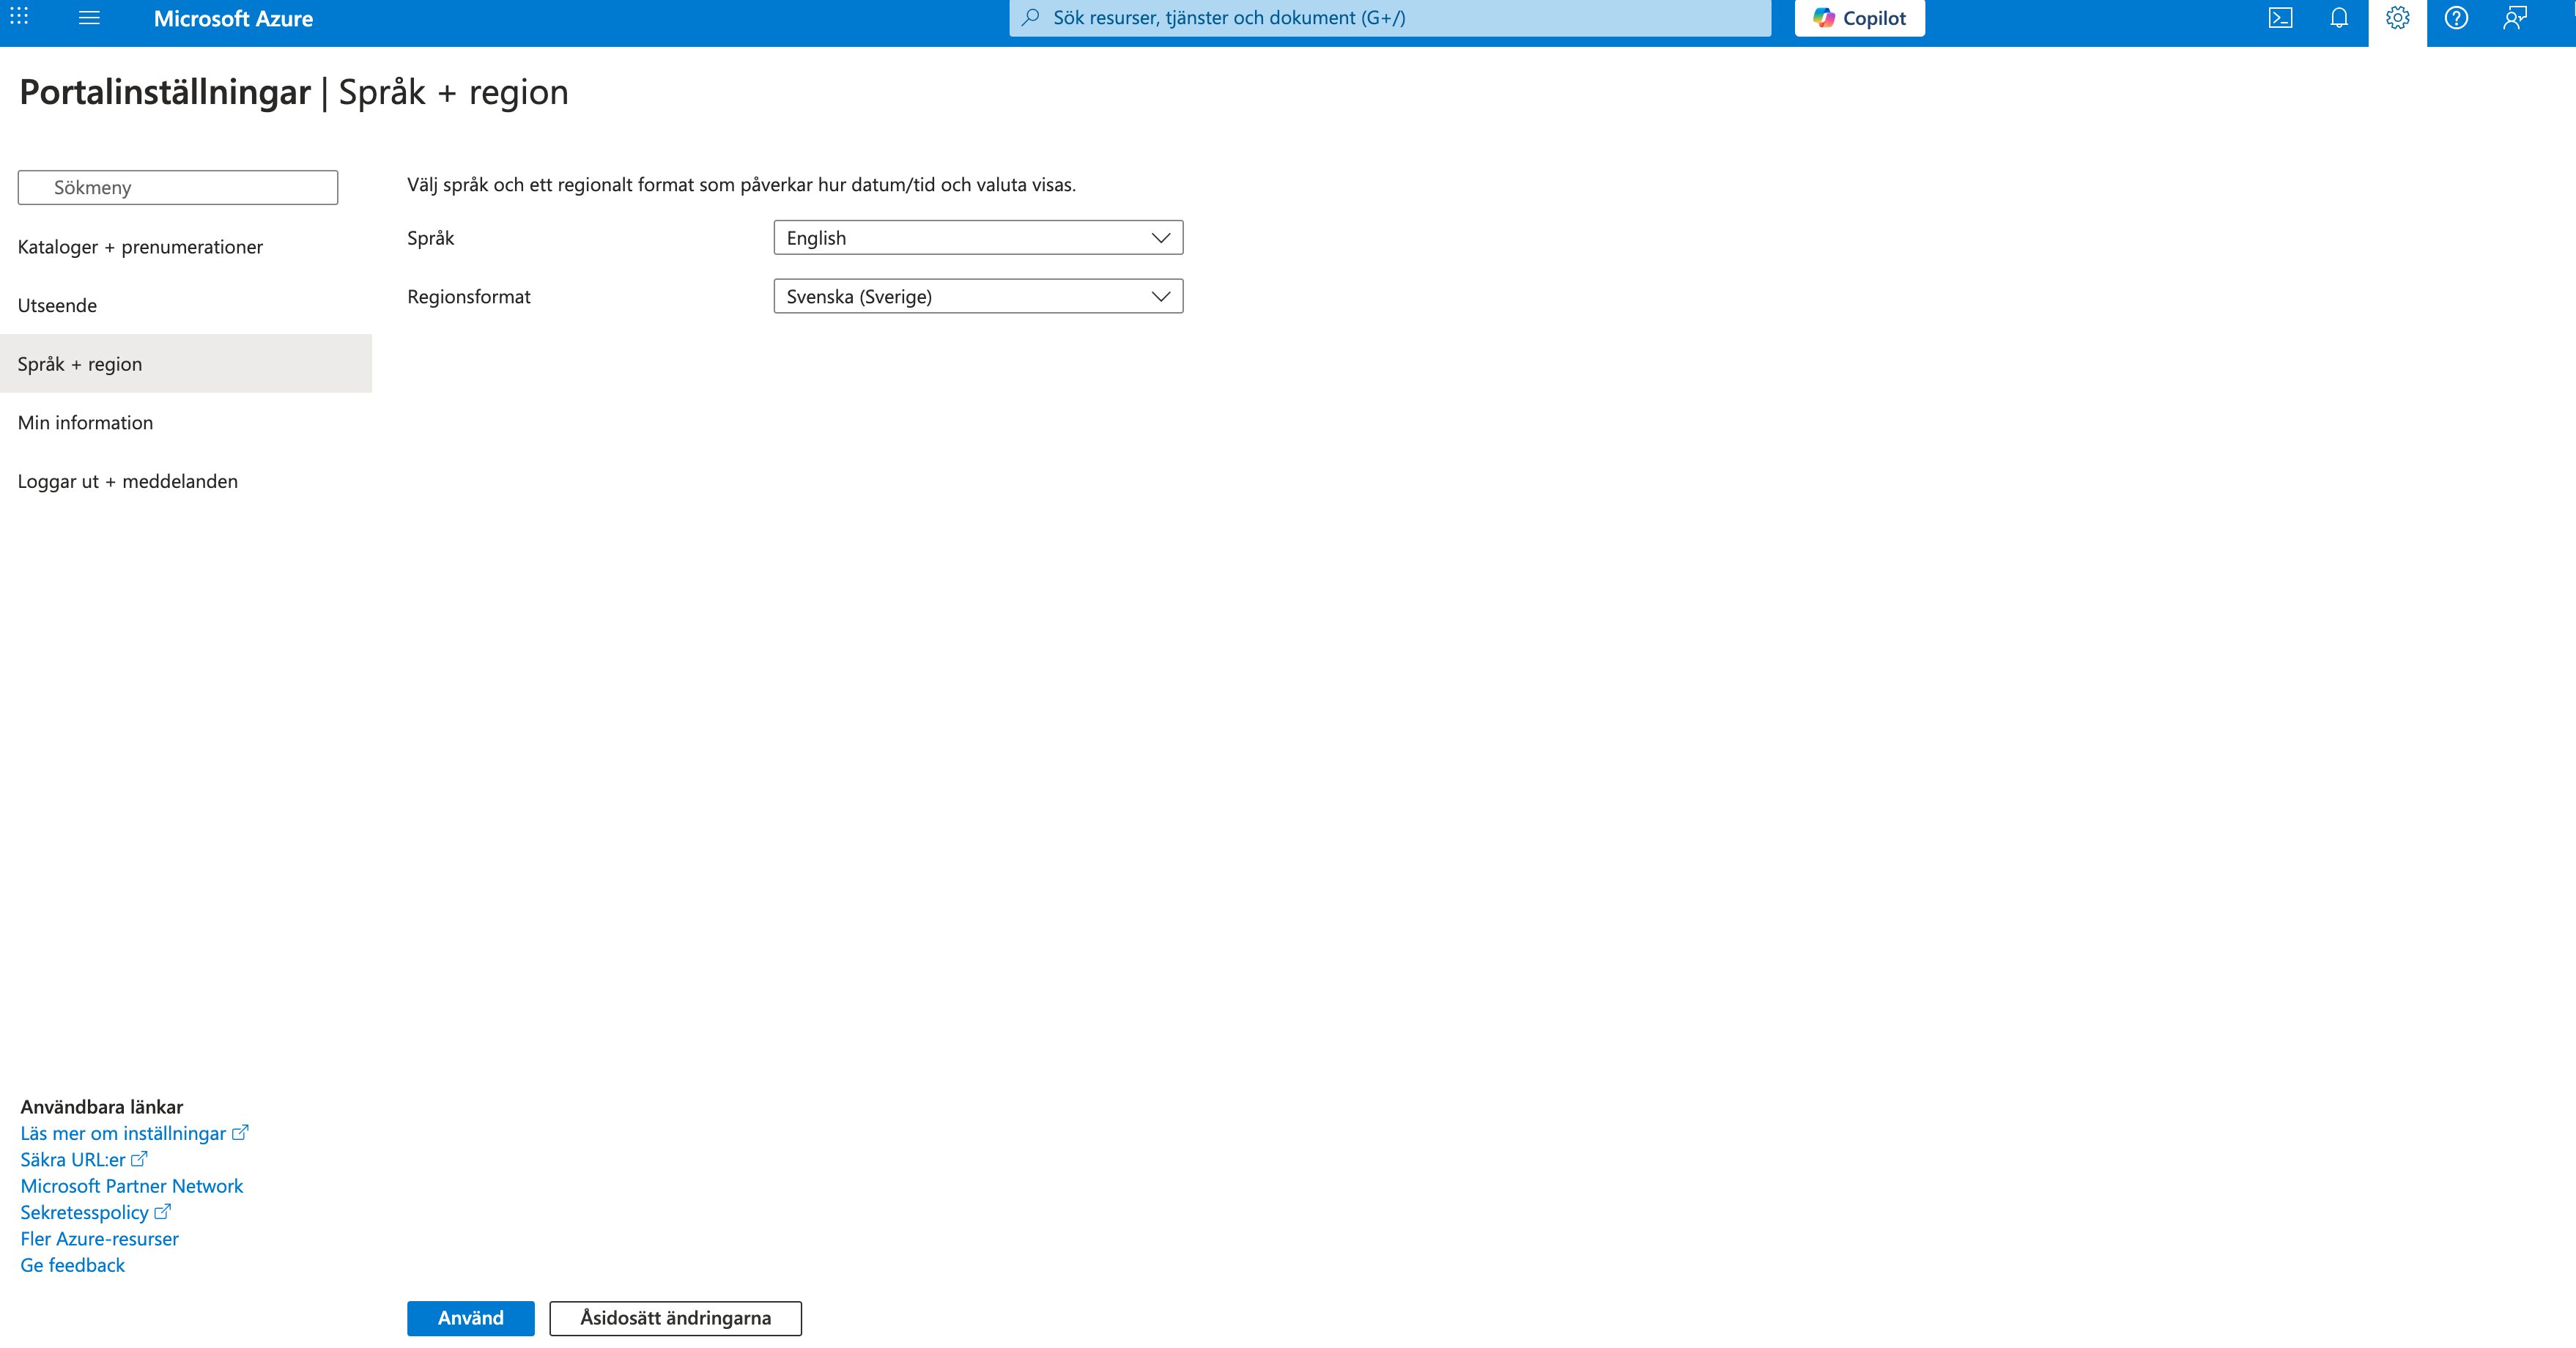 Microsoft Azure
Sök resurser, tjänster och dokument (G+/)
Copilot
Portalinställningar | Språk + region
Sökmeny
Kataloger + prenumerationer
Utseende
Språk + region
Min information
Loggar ut + meddelanden
Välj språk och ett regionalt format som påverkar hur datum/tid och valuta visas.
Språk English
Regionsformat Svenska (Sverige)
Användbara länkar
Läs mer om inställningar
Säkra URL:er
Microsoft Partner Network
Sekretesspolicy
Fler Azure-resurser
Ge feedback
Använd Åsidosätt ändringarna